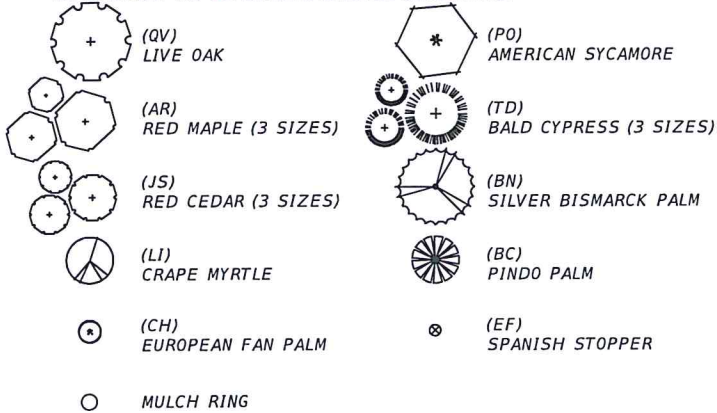 (QV)
LIVE OAK
(PO)
AMERICAN SYCAMORE
(AR)
RED MAPLE (3 SIZES)
(TD)
BALD CYPRESS (3 SIZES)
(JS)
RED CEDAR (3 SIZES)
(BN)
SILVER BISMARCK PALM
(LI)
CRAPE MYRTLE
(BC)
PINDO PALM
(CH)
EUROPEAN FAN PALM
(EF)
SPANISH STOPPER
MULCH RING